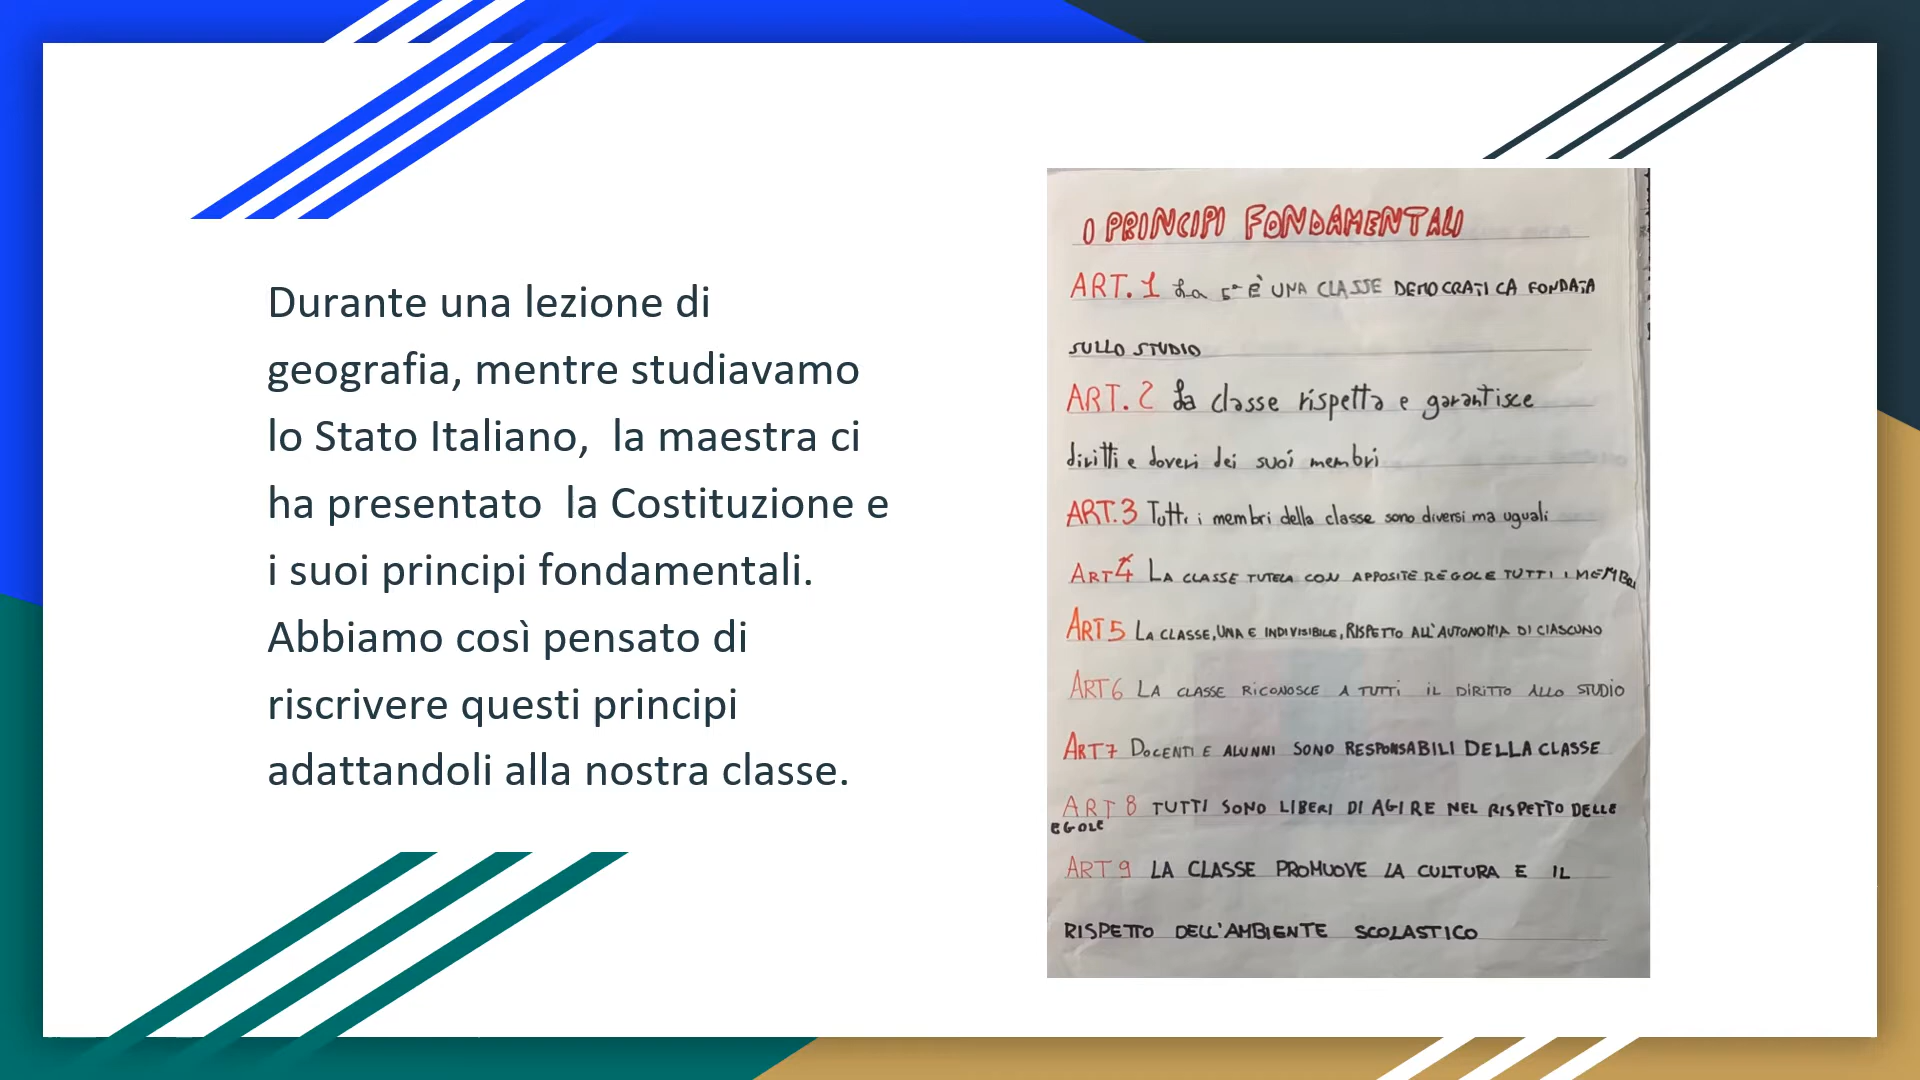 Durante una lezione di
geografia, mentre studiavamo
lo Stato Italiano, la maestra ci
ha presentato la Costituzione e
i suoi principi fondamentali.
Abbiamo così pensato di
riscrivere questi principi
adattandoli alla nostra classe.
I PRINCIPI FONDAMENTALI
ART. 1 La 5ª È UNA CLASSE DEMOCRATICA FONDATA
SULLO STUDIO
ART. 2 La classe rispetta e garantisce
diritti e doveri dei suoi membri
ART. 3 Tutti i membri della classe sono diversi ma uguali
ART 4 LA CLASSE TUTELA CON APPOSITE REGOLE TUTTI I MEMBRI
ART 5 LA CLASSE, UNA E INDIVISIBILE, RISPETTO ALL'AUTONOMIA DI CIASCUNO
ART 6 LA CLASSE RICONOSCE A TUTTI IL DIRITTO ALLO STUDIO
ART 7 DOCENTI E ALUNNI SONO RESPONSABILI DELLA CLASSE
ART 8 TUTTI SONO LIBERI DI AGIRE NEL RISPETTO DELLE
EGOLE
ART 9 LA CLASSE PROMUOVE LA CULTURA E IL
RISPETTO DELL'AMBIENTE SCOLASTICO